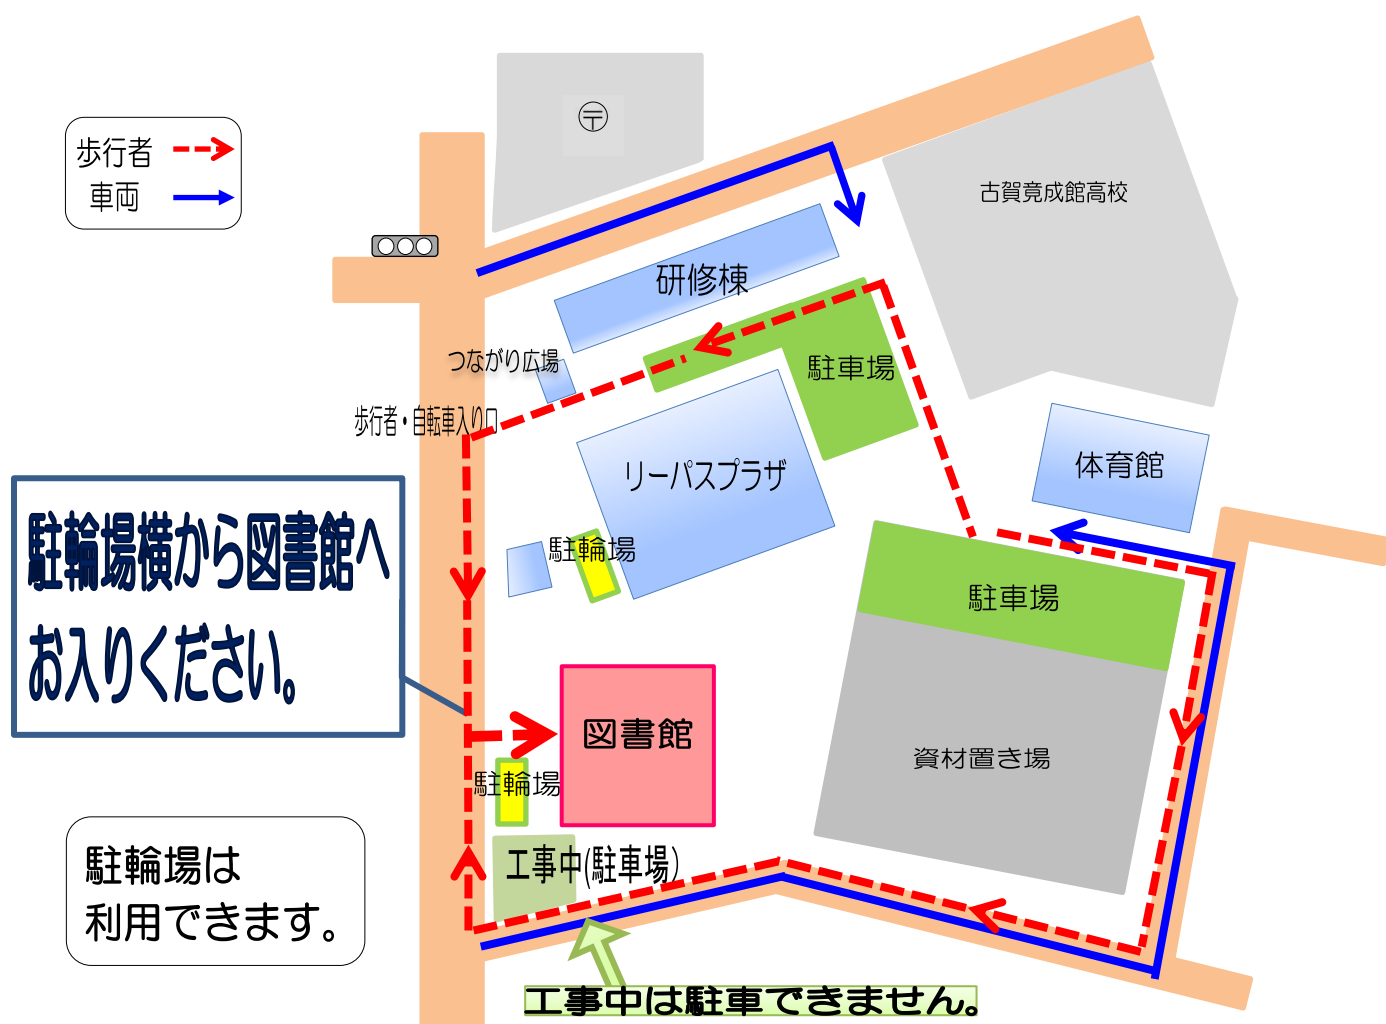 〒
歩行者
車両
古賀竟成館高校
研修棟
つながり広場
駐車場
歩行者・自転車入り口
リーパスプラザ
体育館
駐輪場横から図書館へ
お入りください。
駐輪場
駐車場
図書館
資材置き場
駐輪場
駐輪場は
利用できます。
工事中(駐車場)
工事中は駐車できません。